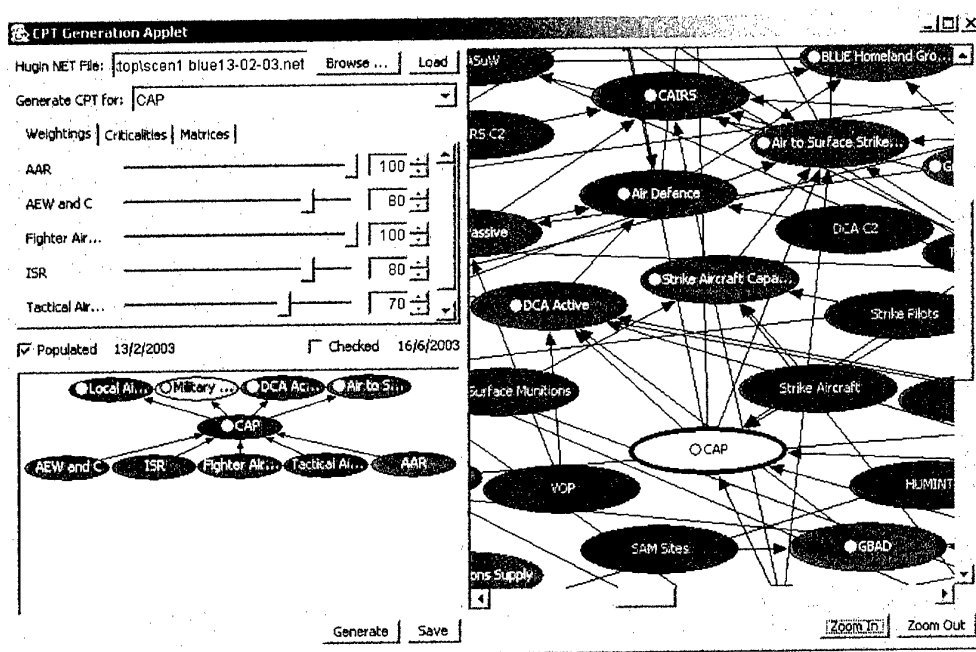 CPT Generation Applet
Hugin NET File: top\scen1 blue13-02-03.net Browse ... Load
Generate CPT for: CAP
Weightings Criticalities Matrices
AAR 100
AEW and C 80
Fighter Air... 100
ISR 80
Tactical Air... 70
Populated 13/2/2003 Checked 16/6/2003
Local Ai... Military ... DCA Aci... Air to S...
CAP
AEW and C ISR Fighter Air... Tactical Ai... AAR
Generate Save
ASuW
BLUE Homeland Gro...
CAIRS
RS C2
Air to Surface Strike...
Air Defence
assive
DCA C2
Strike Aircraft Capa...
DCA Active
Strike Pilots
Surface Munitions
Strike Aircraft
CAP
VOP
HUMINT
SAM Sites
GBAD
ons Supply
Zoom In Zoom Out